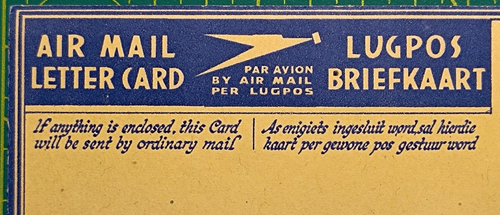 AIR MAIL LUGPOS
LETTER CARD BRIEFKAART
PAR AVION
BY AIR MAIL
PER LUGPOS
If anything is enclosed, this Card
will be sent by ordinary mail
As enigiets ingesluit word, sal hierdie
kaart per gewone pos gestuur word